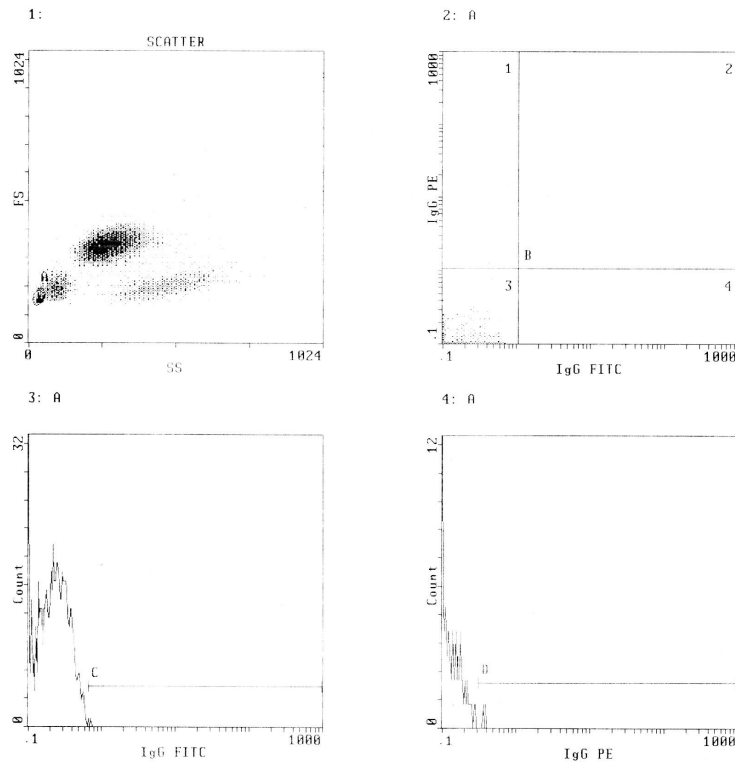 1:
SCATTER
1024
FS
0
0
1024
SS
A
2: A
1000
IgG PE
.1
1
2
B
3
4
.1
1000
IgG FITC
3: A
32
Count
0
C
.1
1000
IgG FITC
4: A
12
Count
0
D
.1
1000
IgG PE